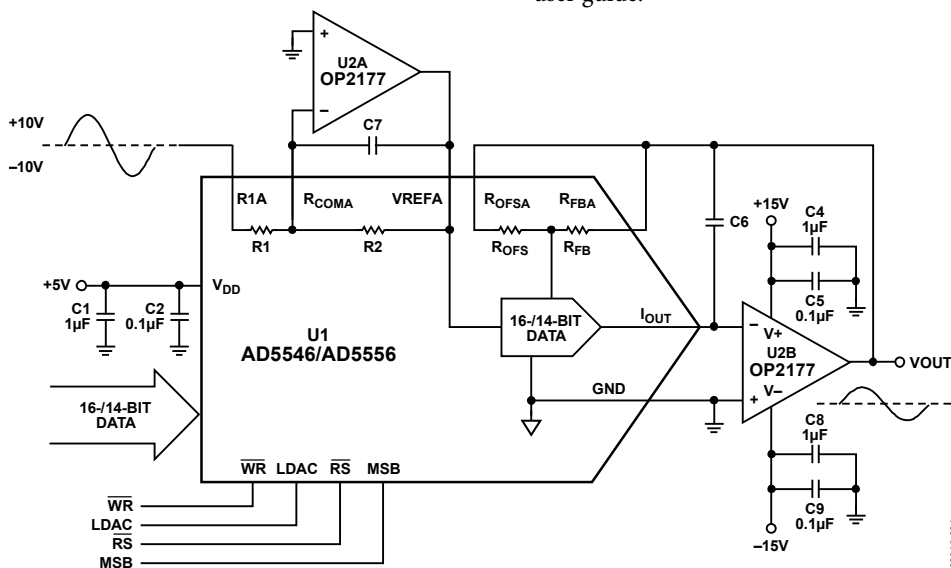 user guide.
U2A
OP2177
+
–
C7
+10V
–10V
R1A
RCOMA
VREFA
ROFSA
RFBA
R1
R2
ROFS
RFB
+15V
C4
1µF
C5
0.1µF
C6
+5V
VDD
C1
1µF
C2
0.1µF
U1
AD5546/AD5556
16-/14-BIT
DATA
IOUT
GND
–
V+
U2B
OP2177
+
V–
VOUT
16-/14-BIT
DATA
C8
1µF
C9
0.1µF
–15V
WR
LDAC
RS
MSB
WR
LDAC
RS
MSB